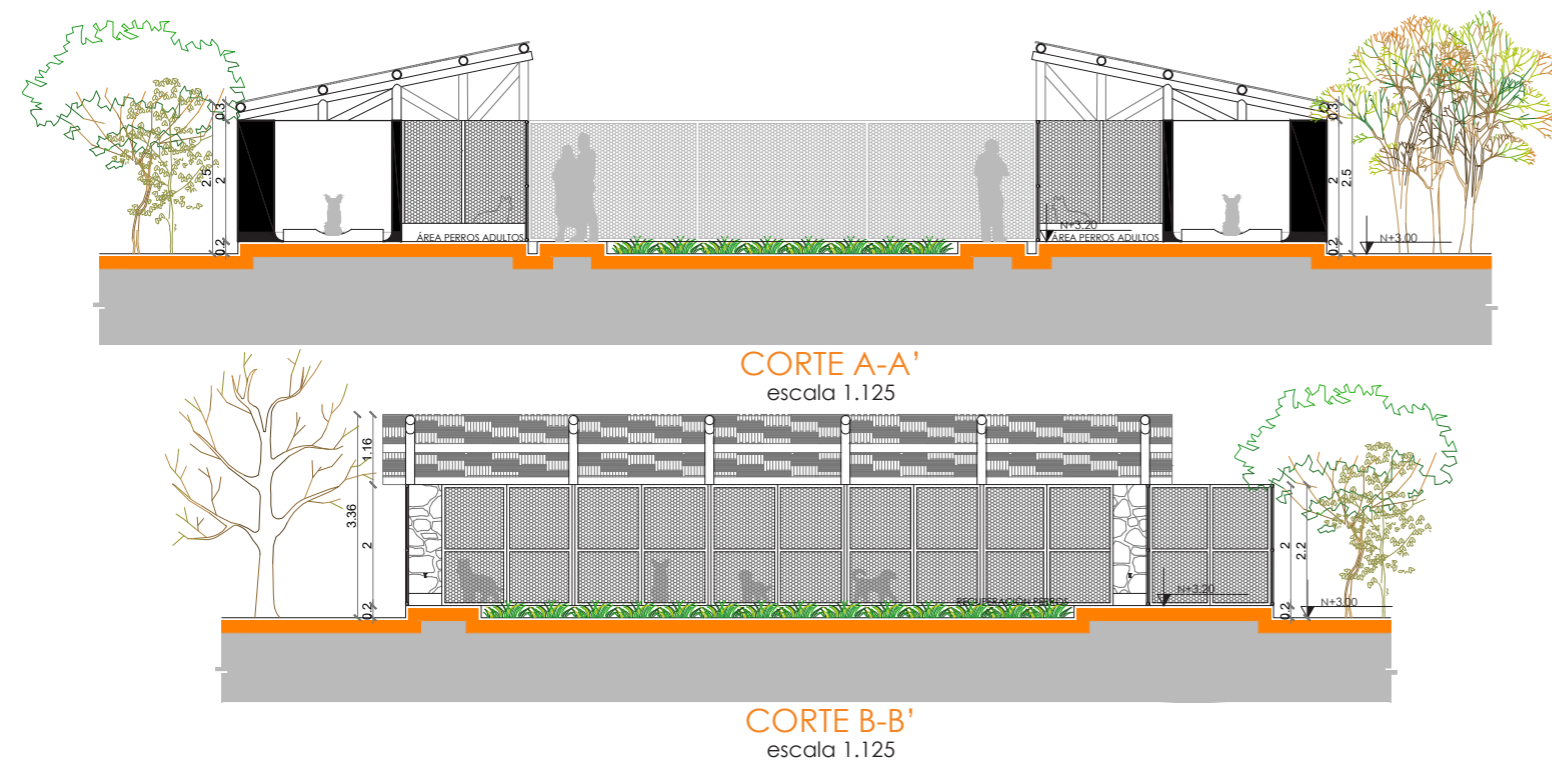 0.3
2.5
2
0.2
ÁREA PERROS ADULTOS
N+3.20
ÁREA PERROS ADULTOS
0.3
2
2.5
0.2
N+3.00
CORTE A-A’
escala 1.125
1.16
3.36
2
0.2
RECUPERACIÓN PERROS
N+3.20
2
2.2
0.2
N+3.00
CORTE B-B’
escala 1.125